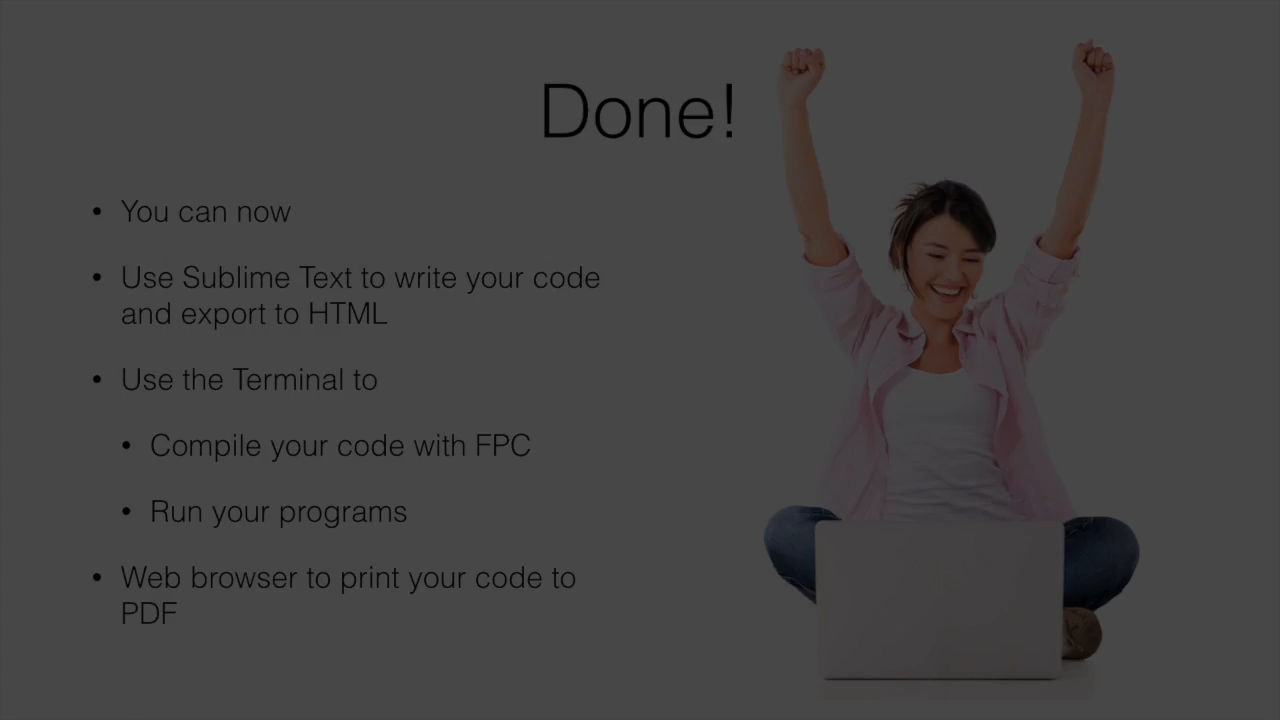 Done!
• You can now
• Use Sublime Text to write your code
and export to HTML
• Use the Terminal to
• Compile your code with FPC
• Run your programs
• Web browser to print your code to
PDF